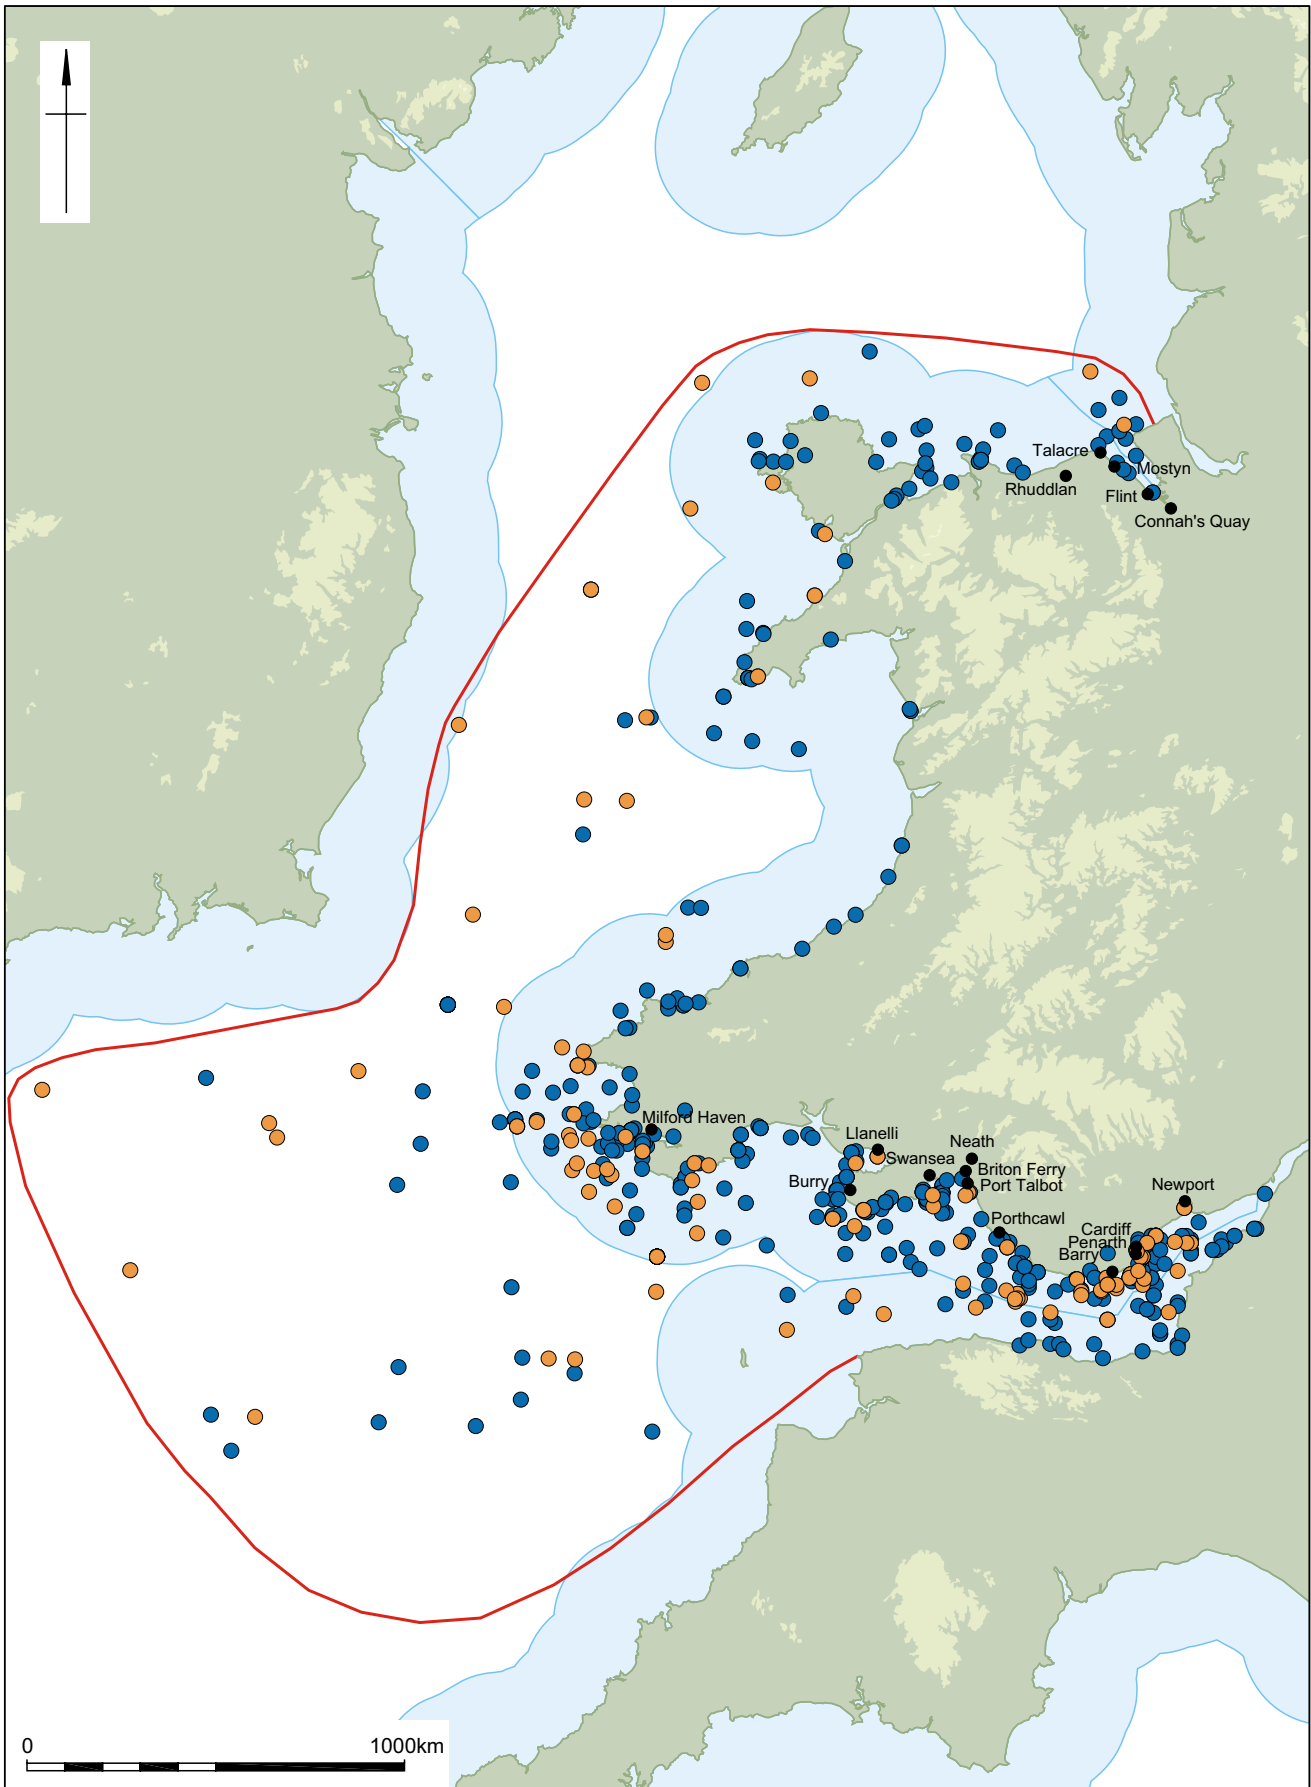 Talacre
Mostyn
Rhuddlan
Flint
Connah's Quay
Milford Haven
Llanelli
Neath
Swansea
Briton Ferry
Burry
Port Talbot
Newport
Porthcawl
Cardiff
Penarth
Barry
0
1000km